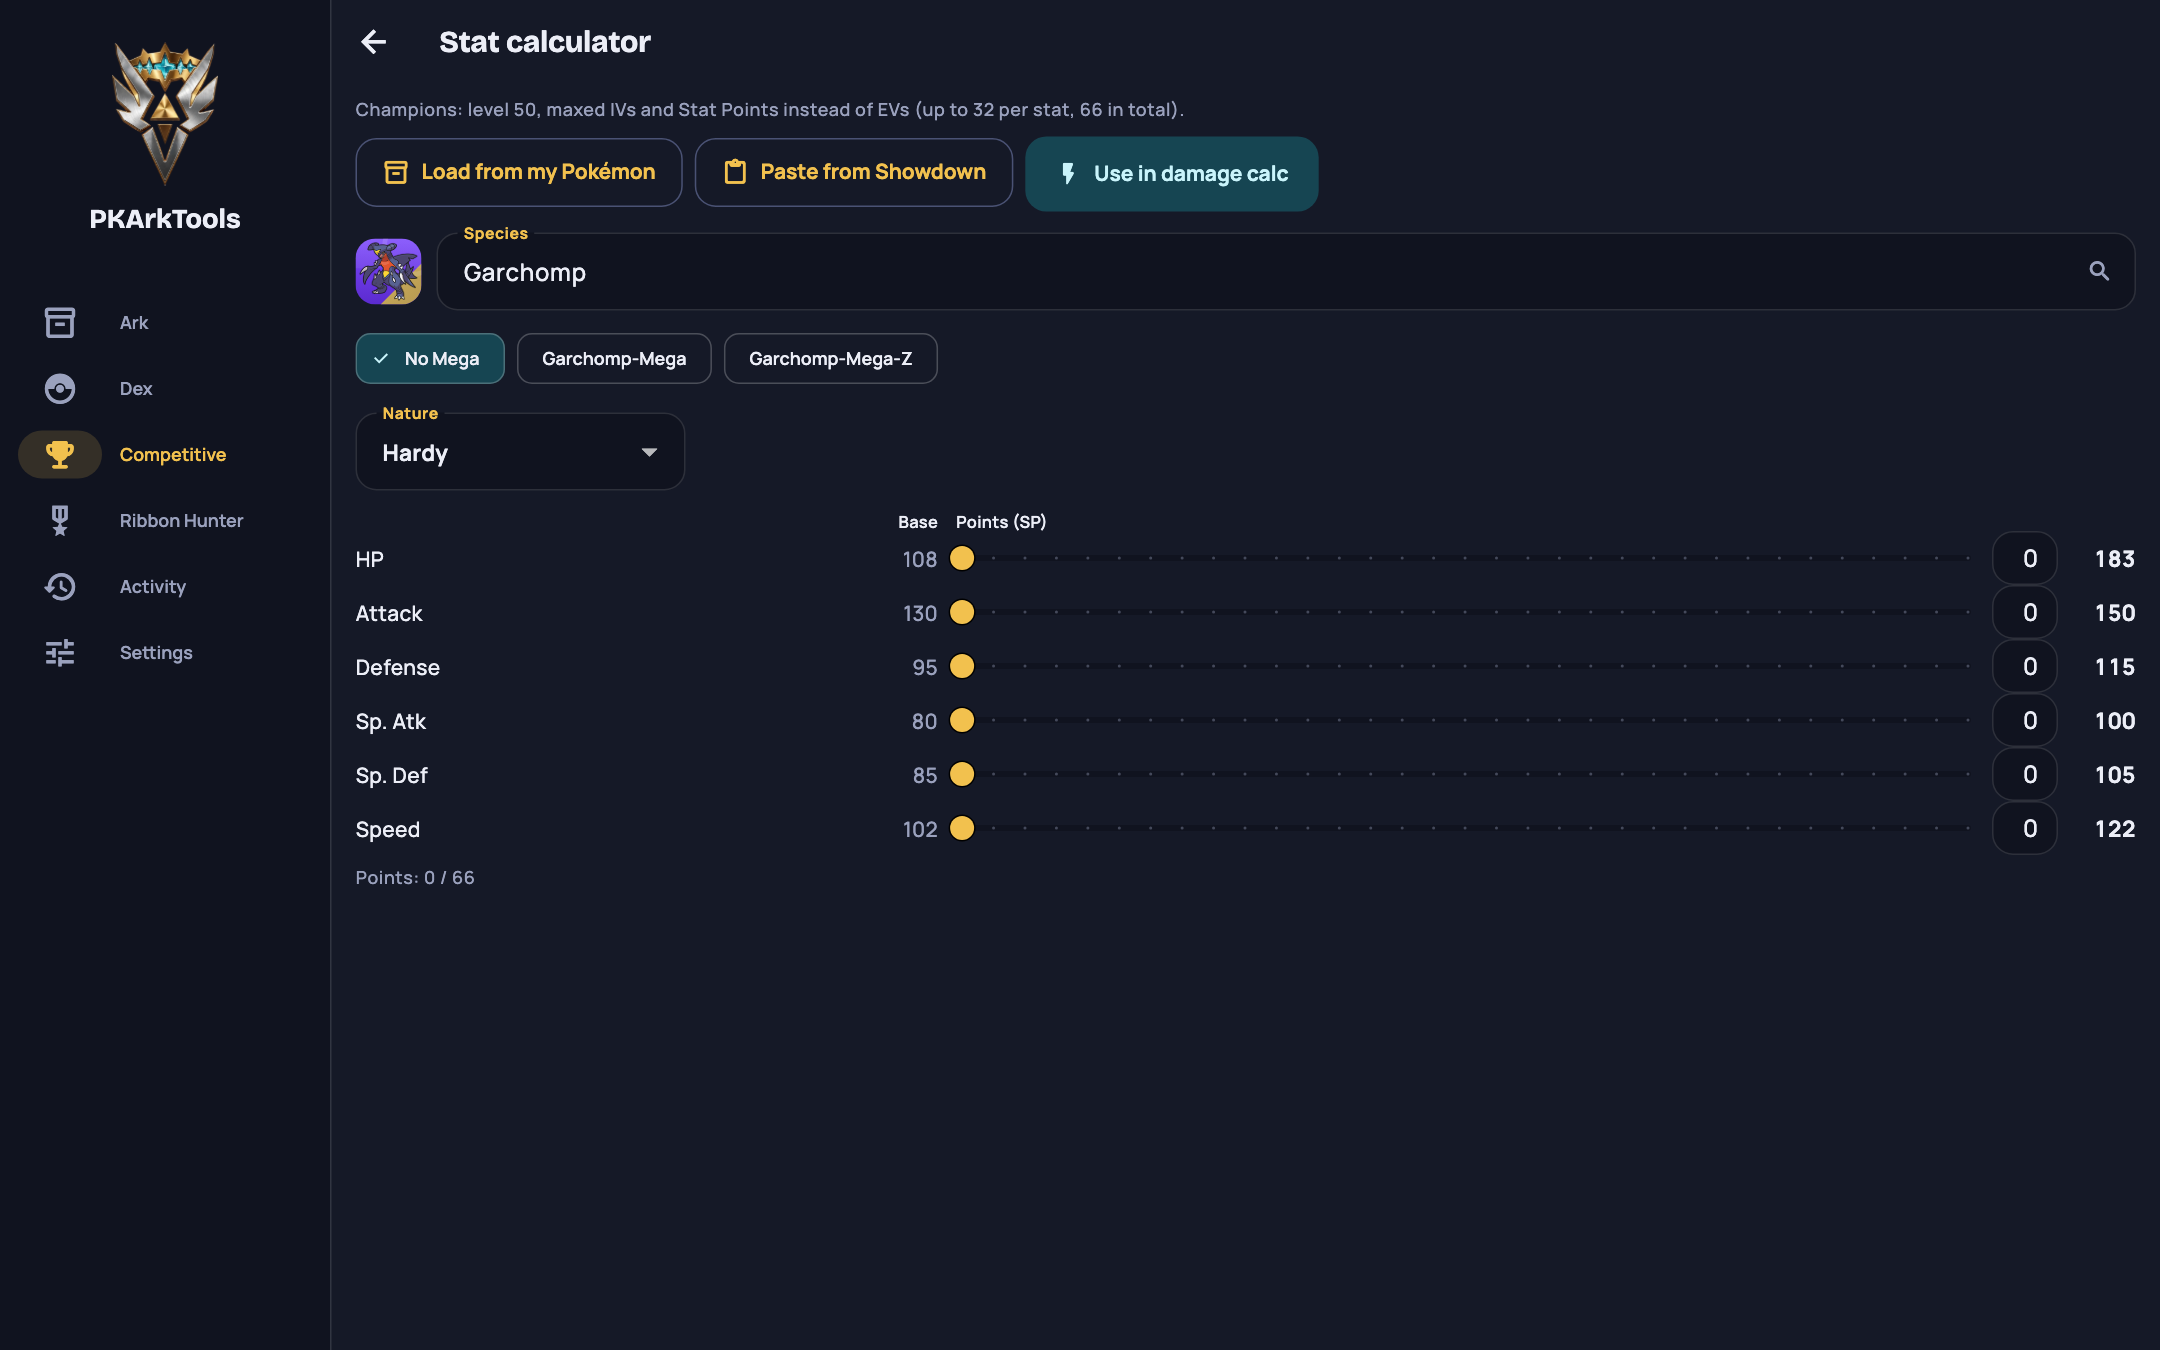 PKArkTools
Ark
Dex
Competitive
Ribbon Hunter
Activity
Settings
Stat calculator
Champions: level 50, maxed IVs and Stat Points instead of EVs (up to 32 per stat, 66 in total).
Load from my Pokémon
Paste from Showdown
Use in damage calc
Species
Garchomp
No Mega
Garchomp-Mega
Garchomp-Mega-Z
Nature
Hardy
Base Points (SP)
HP 108 0 183
Attack 130 0 150
Defense 95 0 115
Sp. Atk 80 0 100
Sp. Def 85 0 105
Speed 102 0 122
Points: 0 / 66